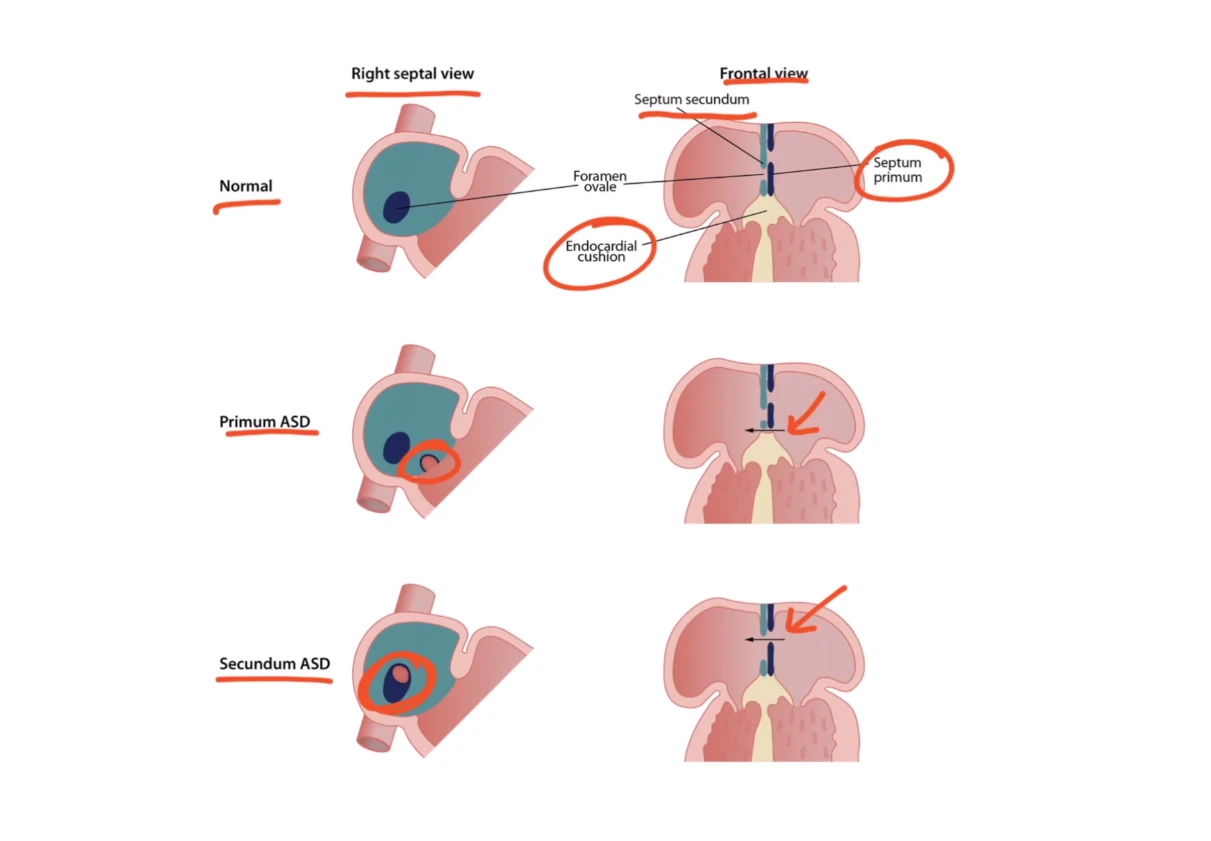 Right septal view
Frontal view
Septum secundum
Normal
Foramen
ovale
Septum
primum
Endocardial
cushion
Primum ASD
Secundum ASD